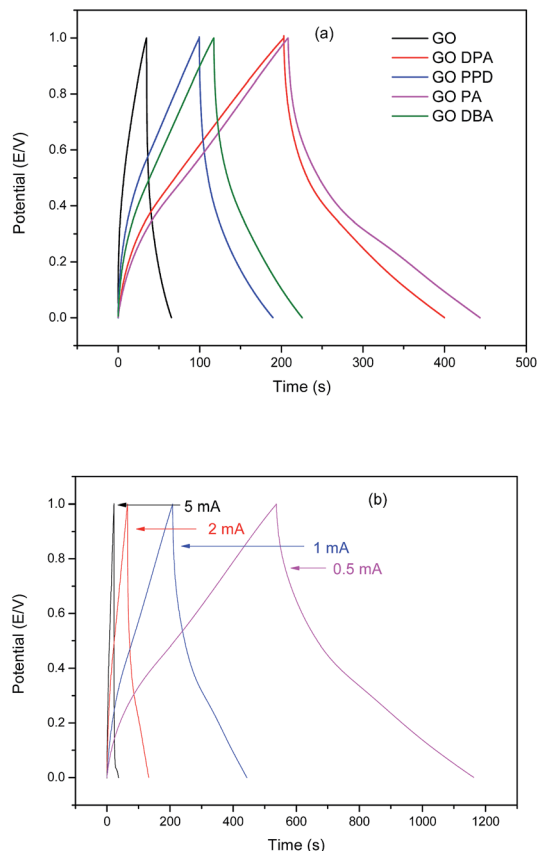 (a)
GO
GO DPA
GO PPD
GO PA
GO DBA
1.0
0.8
0.6
0.4
0.2
0.0
Potential (E/V)
0 100 200 300 400 500
Time (s)
(b)
5 mA
2 mA
1 mA
0.5 mA
1.0
0.8
0.6
0.4
0.2
0.0
Potential (E/V)
0 200 400 600 800 1000 1200
Time (s)